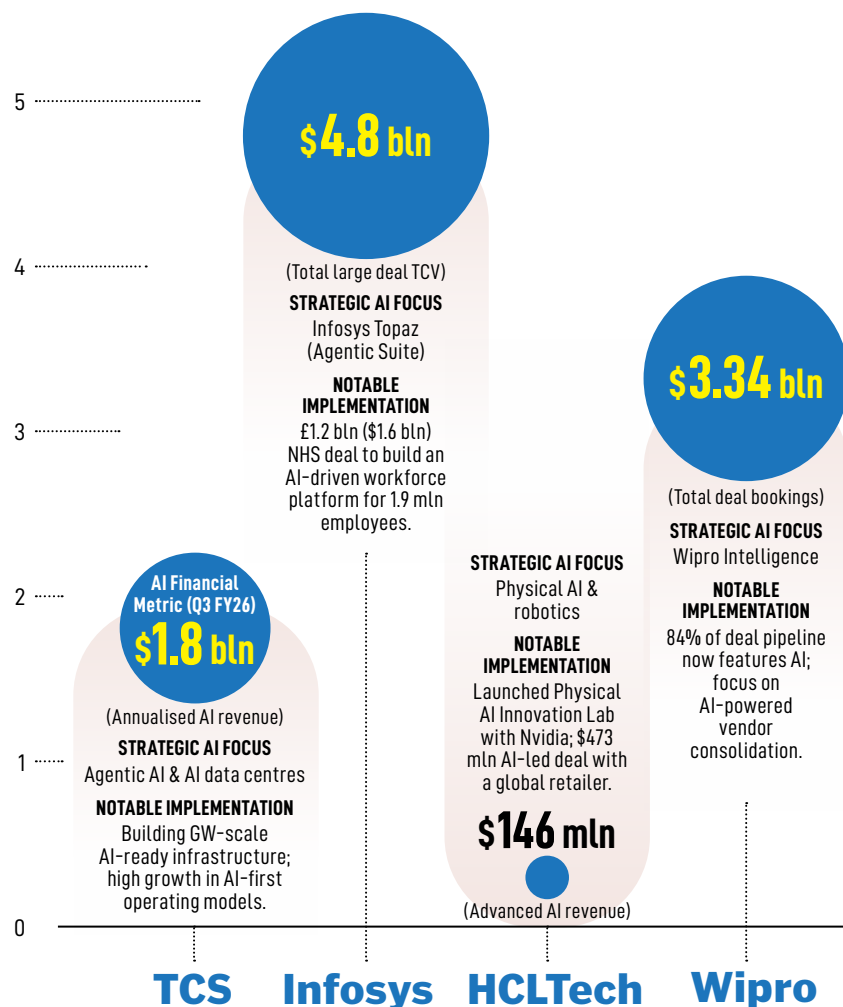 5
4
3
2
1
0
AI Financial
Metric (Q3 FY26)
$1.8 bln
(Annualised AI revenue)
STRATEGIC AI FOCUS
Agentic AI & AI data centres
NOTABLE IMPLEMENTATION
Building GW-scale
AI-ready infrastructure;
high growth in AI-first
operating models.
TCS
$4.8 bln
(Total large deal TCV)
STRATEGIC AI FOCUS
Infosys Topaz
(Agentic Suite)
NOTABLE
IMPLEMENTATION
£1.2 bln ($1.6 bln)
NHS deal to build an
AI-driven workforce
platform for 1.9 mln
employees.
Infosys
STRATEGIC AI FOCUS
Physical AI &
robotics
NOTABLE
IMPLEMENTATION
Launched Physical
AI Innovation Lab
with Nvidia; $473
mln AI-led deal with
a global retailer.
$146 mln
(Advanced AI revenue)
HCLTech
$3.34 bln
(Total deal bookings)
STRATEGIC AI FOCUS
Wipro Intelligence
NOTABLE
IMPLEMENTATION
84% of deal pipeline
now features AI;
focus on
AI-powered
vendor
consolidation.
Wipro